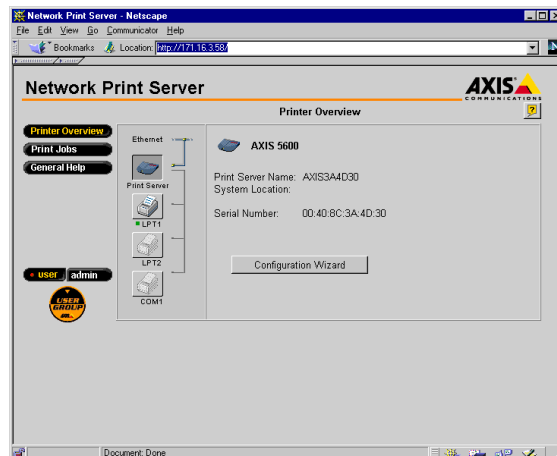 Network Print Server - Netscape
File Edit View Go Communicator Help
Bookmarks Location: http://171.16.3.58/
Network Print Server
AXIS
COMMUNICATIONS
Printer Overview
?
Printer Overview
Print Jobs
General Help
user admin
USER
GROUP
Ethernet
Print Server
LPT1
LPT2
COM1
AXIS 5600
Print Server Name: AXIS3A4D30
System Location:
Serial Number: 00:40:8C:3A:4D:30
Configuration Wizard
Document: Done